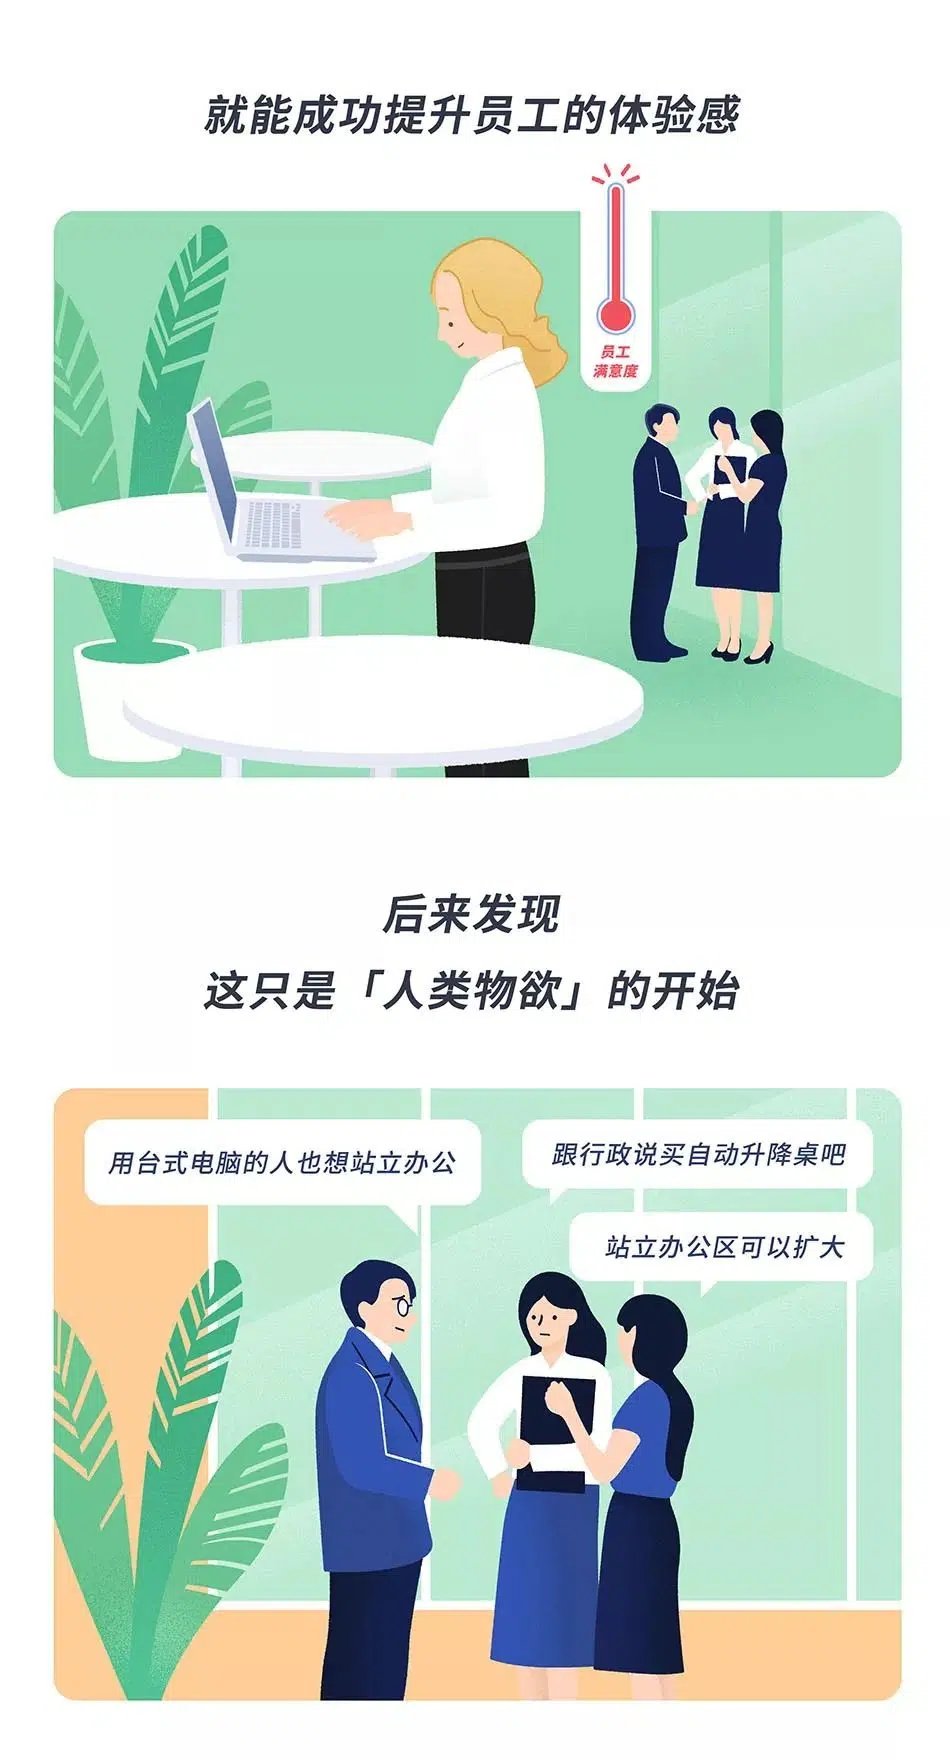 就能成功提升员工的体验感
员工
满意度
后来发现
这只是「人类物欲」的开始
用台式电脑的人也想站立办公
跟行政说买自动升降桌吧
站立办公区可以扩大